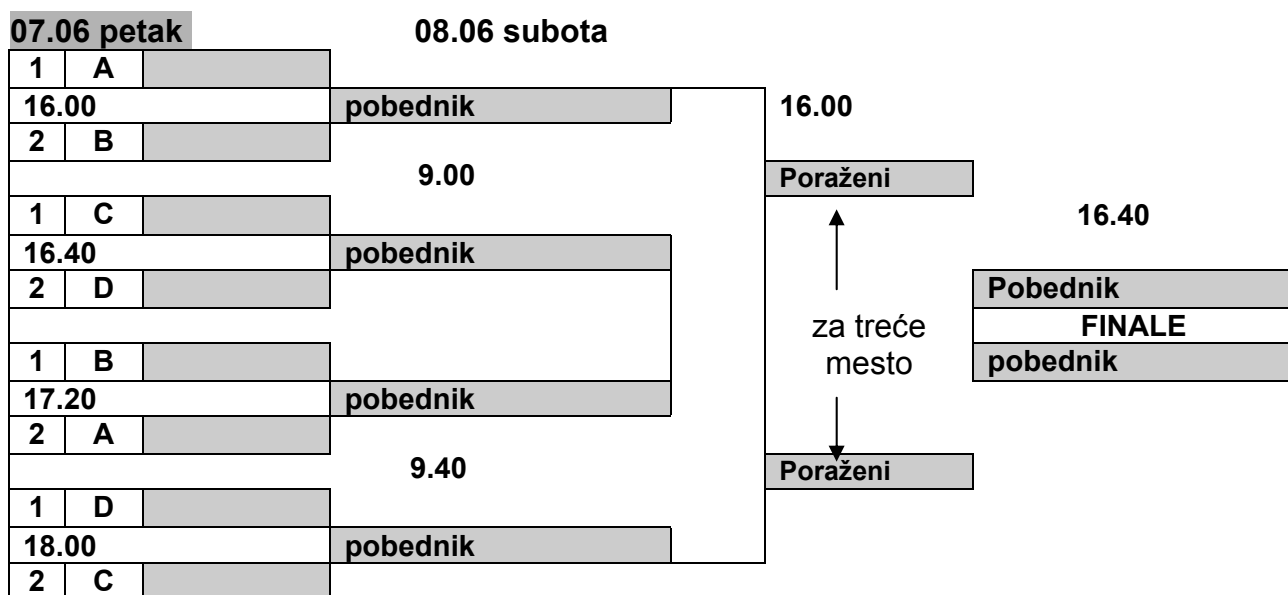 07.06 petak 08.06 subota
1 A
16.00 pobednik 16.00
2 B
9.00 Poraženi
1 C 16.40
16.40 pobednik
2 D Pobednik
za treće FINALE
1 B mesto pobednik
17.20 pobednik
2 A
9.40 Poraženi
1 D
18.00 pobednik
2 C